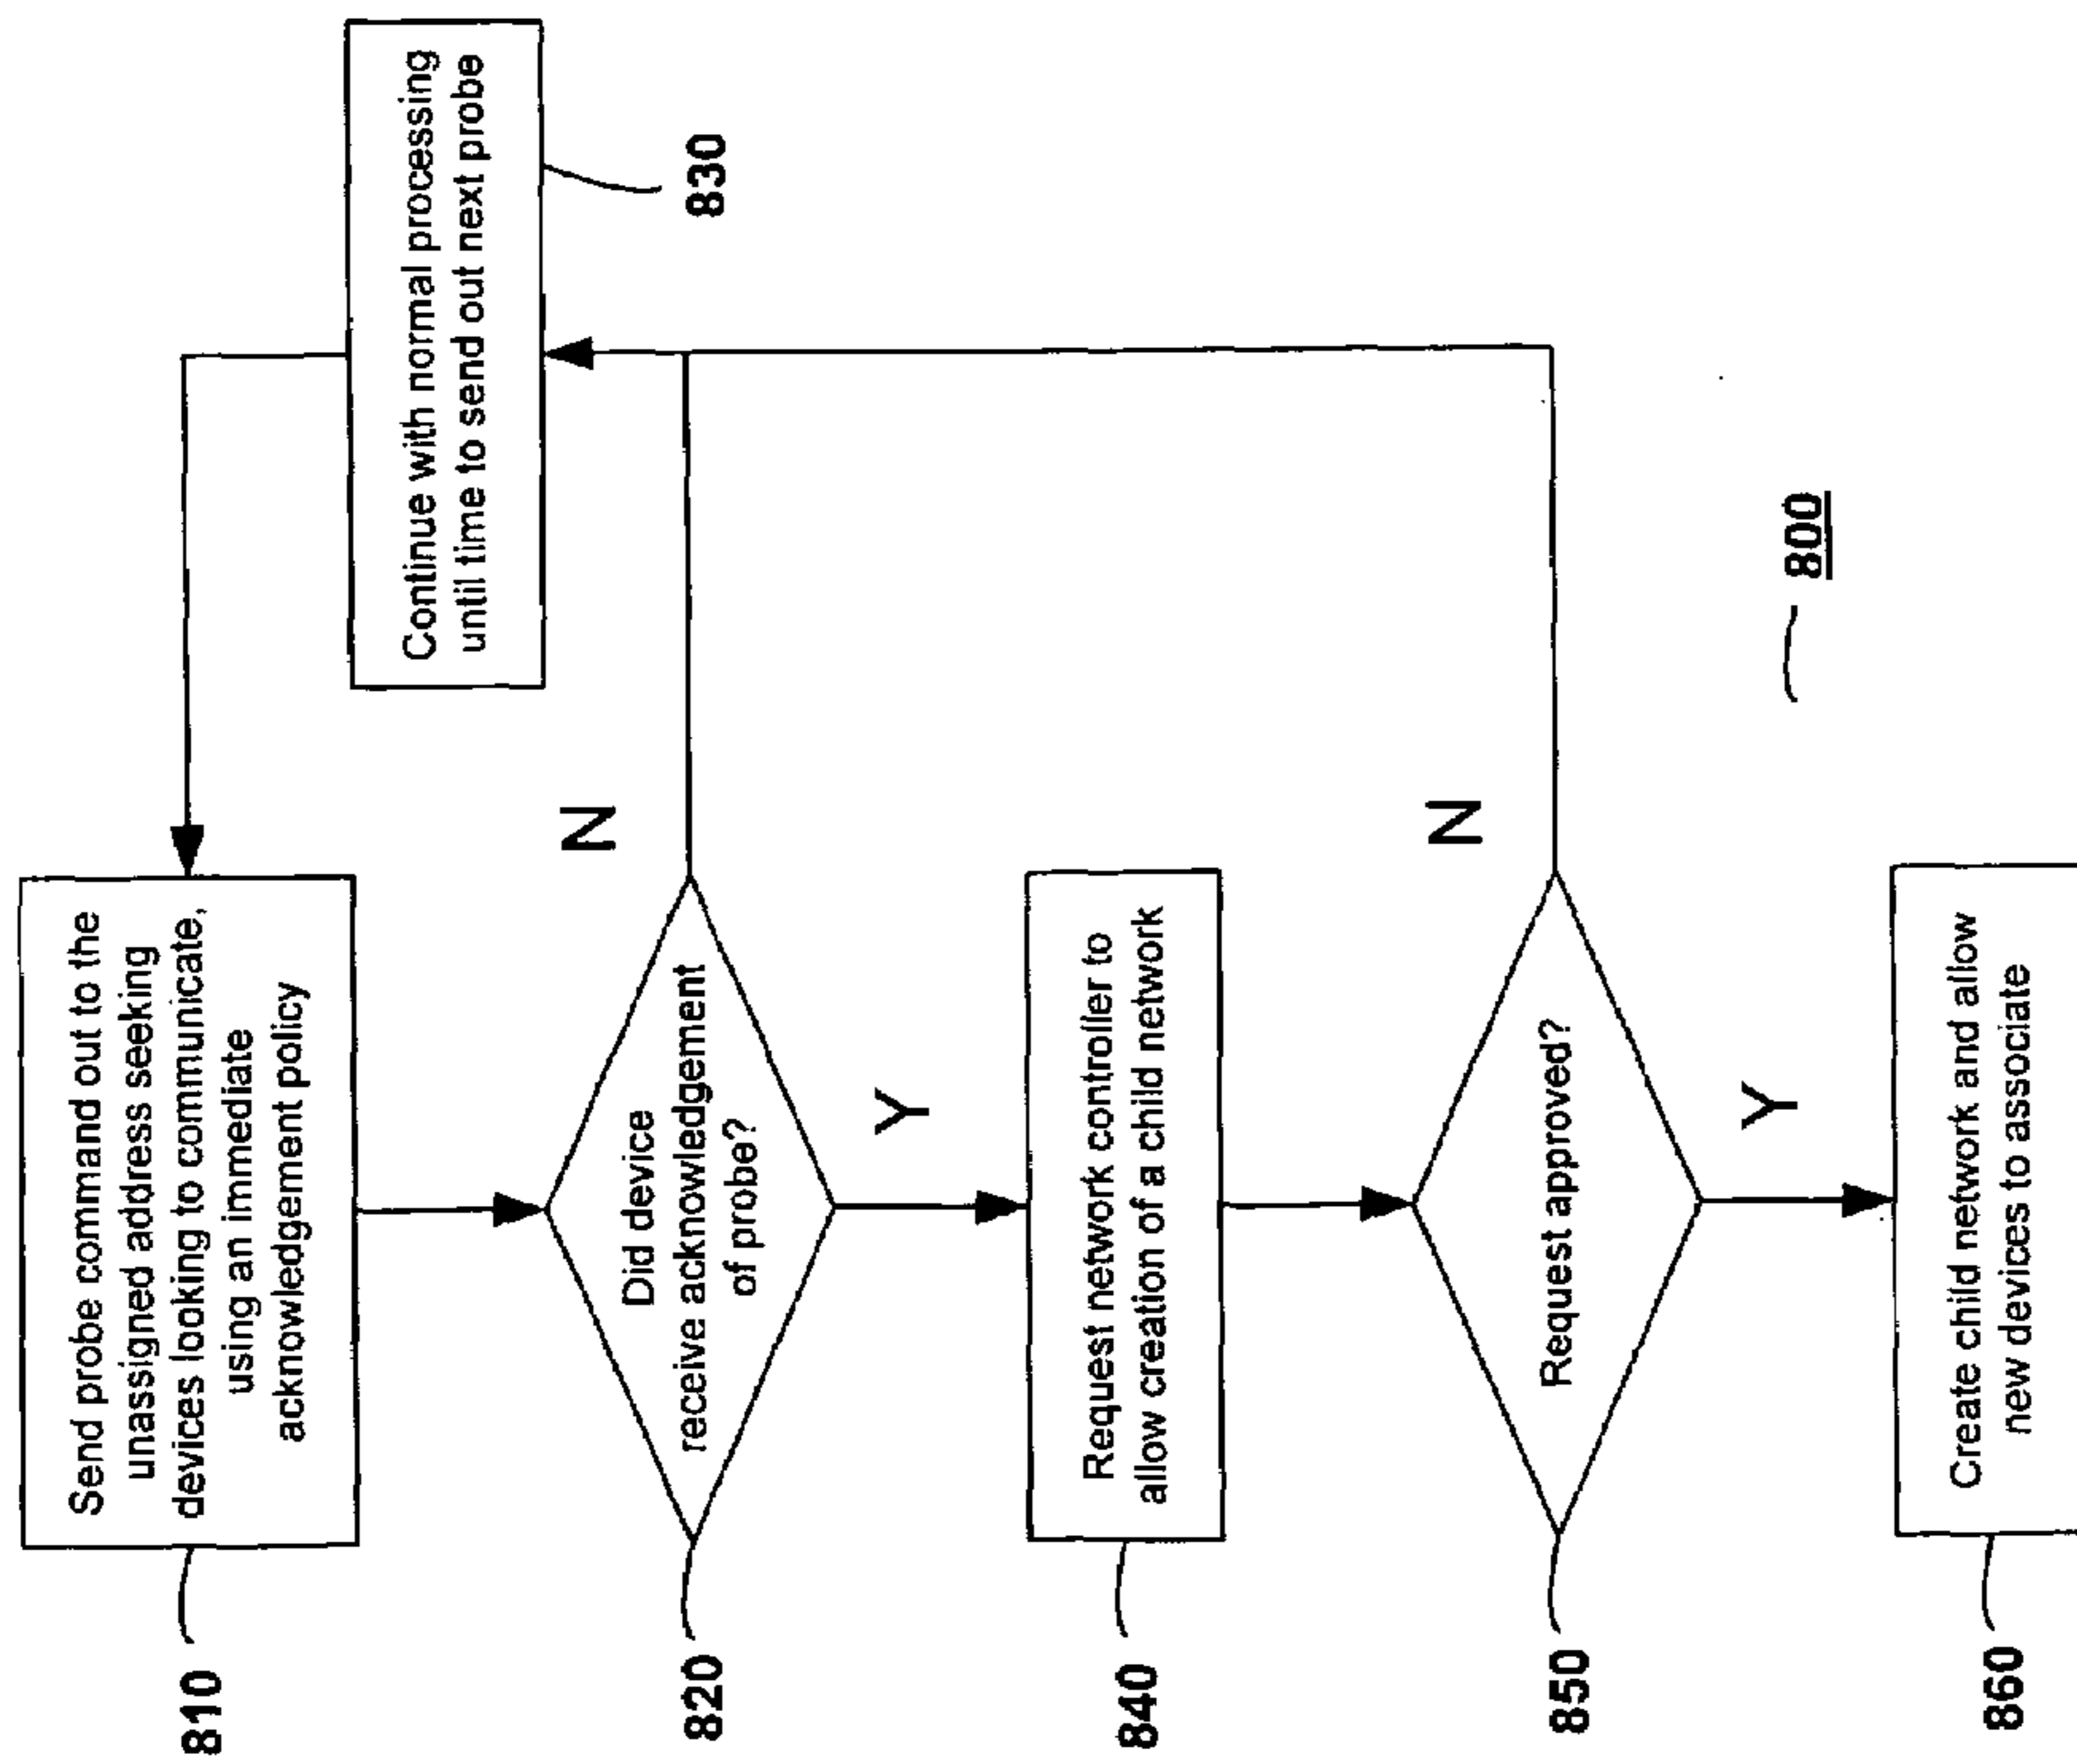 810
Send probe command out to the
unassigned address seeking
devices looking to communicate,
using an immediate
acknowledgement policy
820
Did device
receive acknowledgement
of probe?
N
Y
Continue with normal processing
until time to send out next probe
830
840
Request network controller to
allow creation of a child network
850
Request approved?
N
Y
860
Create child network and allow
new devices to associate
800